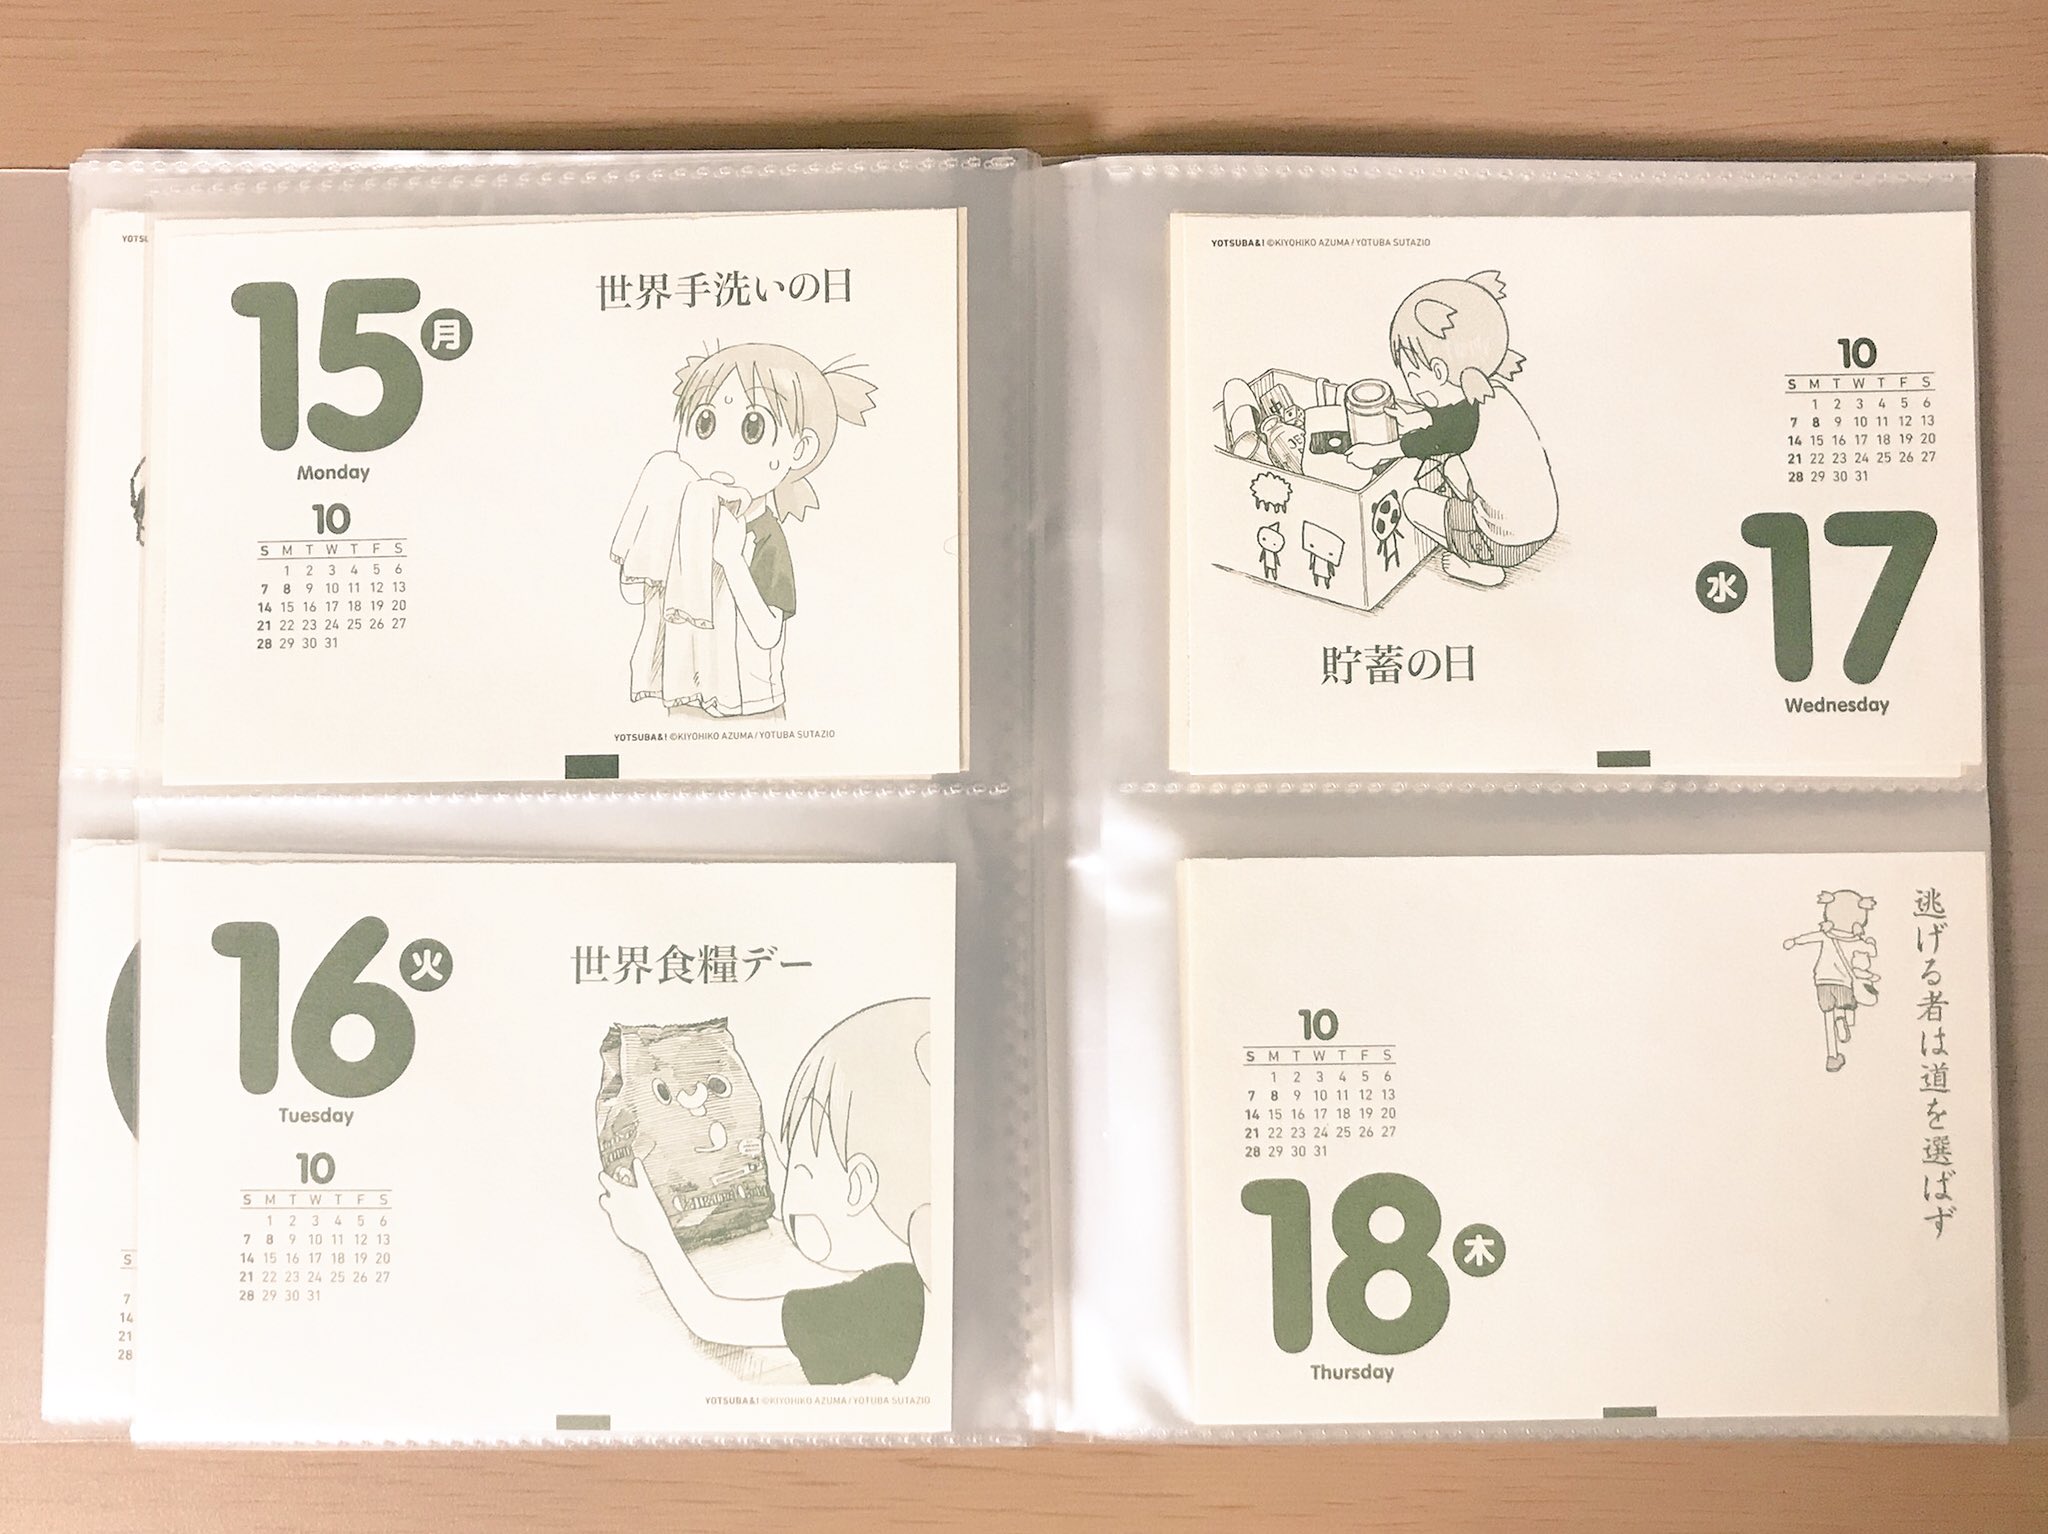 YOTSU
15
月
Monday
世界手洗いの日
10
S M T W T F S
1 2 3 4 5 6
7 8 9 10 11 12 13
14 15 16 17 18 19 20
21 22 23 24 25 26 27
28 29 30 31
YOTSUBA&! ©KIYOHIKO AZUMA/YOTUBA SUTAZIO
16
火
Tuesday
世界食糧デー
10
S M T W T F S
1 2 3 4 5 6
7 8 9 10 11 12 13
14 15 16 17 18 19 20
21 22 23 24 25 26 27
28 29 30 31
YOTSUBA&! ©KIYOHIKO AZUMA/YOTUBA SUTAZIO
S
7
14
21
28
YOTSUBA&! ©KIYOHIKO AZUMA/YOTUBA SUTAZIO
10
S M T W T F S
1 2 3 4 5 6
7 8 9 10 11 12 13
14 15 16 17 18 19 20
21 22 23 24 25 26 27
28 29 30 31
水
17
Wednesday
貯蓄の日
逃げる者は道を選ばず
10
S M T W T F S
1 2 3 4 5 6
7 8 9 10 11 12 13
14 15 16 17 18 19 20
21 22 23 24 25 26 27
28 29 30 31
18
木
Thursday